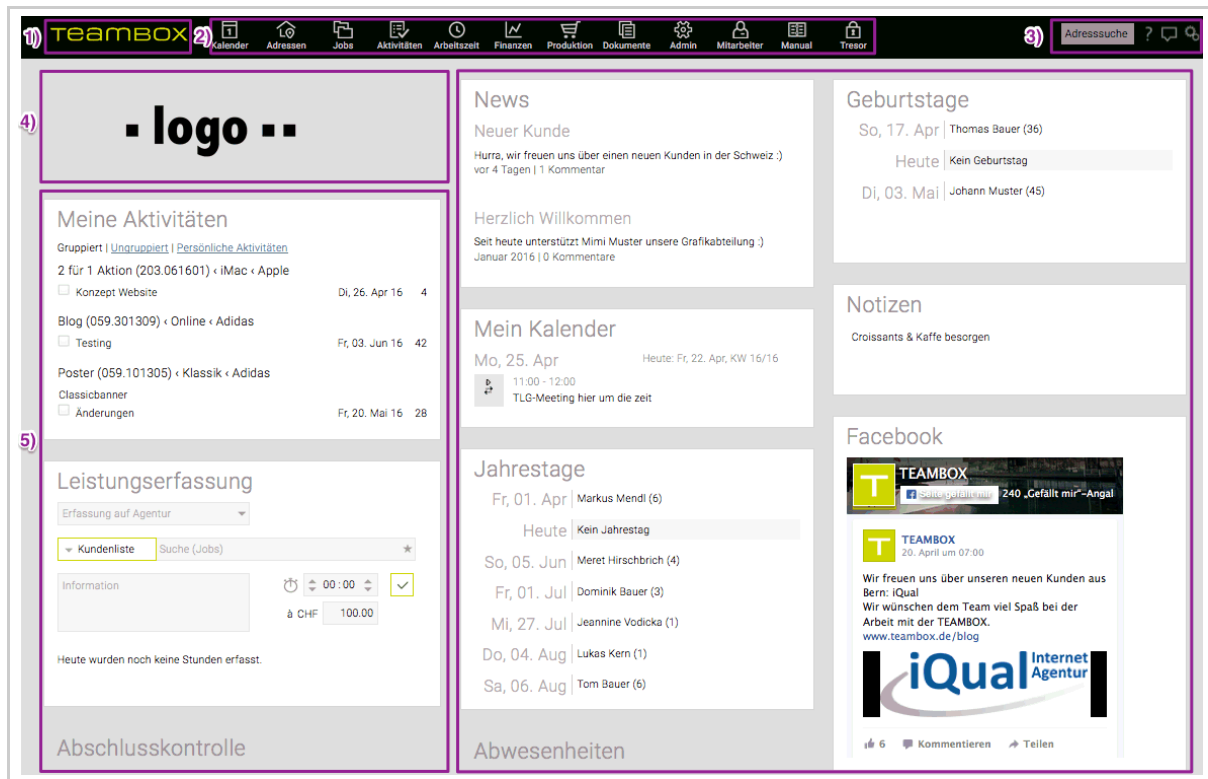 1)
TEAMBOX
2)
Kalender
Adressen
Jobs
Aktivitäten
Arbeitszeit
Finanzen
Produktion
Dokumente
Admin
Mitarbeiter
Manual
Tresor
3)
Adresssuche
?
4)
logo
5)
Meine Aktivitäten
Gruppiert | Ungruppiert | Persönliche Aktivitäten
2 für 1 Aktion (203.061601) ‹ iMac ‹ Apple
Konzept Website Di, 26. Apr 16 4
Blog (059.301309) ‹ Online ‹ Adidas
Testing Fr, 03. Jun 16 42
Poster (059.101305) ‹ Klassik ‹ Adidas
Classicbanner
Änderungen Fr, 20. Mai 16 28
Leistungserfassung
Erfassung auf Agentur
Kundenliste Suche (Jobs)
Information
00:00
à CHF 100.00
Heute wurden noch keine Stunden erfasst.
Abschlusskontrolle
News
Neuer Kunde
Hurra, wir freuen uns über einen neuen Kunden in der Schweiz :)
vor 4 Tagen | 1 Kommentar
Herzlich Willkommen
Seit heute unterstützt Mimi Muster unsere Grafikabteilung :)
Januar 2016 | 0 Kommentare
Mein Kalender
Mo, 25. Apr Heute: Fr, 22. Apr, KW 16/16
11:00 - 12:00
TLG-Meeting hier um die zeit
Jahrestage
Fr, 01. Apr Markus Mendl (6)
Heute Kein Jahrestag
So, 05. Jun Meret Hirschbrich (4)
Fr, 01. Jul Dominik Bauer (3)
Mi, 27. Jul Jeannine Vodicka (1)
Do, 04. Aug Lukas Kern (1)
Sa, 06. Aug Tom Bauer (6)
Abwesenheiten
Geburtstage
So, 17. Apr Thomas Bauer (36)
Heute Kein Geburtstag
Di, 03. Mai Johann Muster (45)
Notizen
Croissants & Kaffe besorgen
Facebook
T
TEAMBOX
Seite gefällt mir 240 „Gefällt mir"-Angal
T
TEAMBOX
20. April um 07:00
Wir freuen uns über unseren neuen Kunden aus
Bern: iQual
Wir wünschen dem Team viel Spaß bei der
Arbeit mit der TEAMBOX.
www.teambox.de/blog
iQual Internet
Agentur
6 Kommentieren Teilen